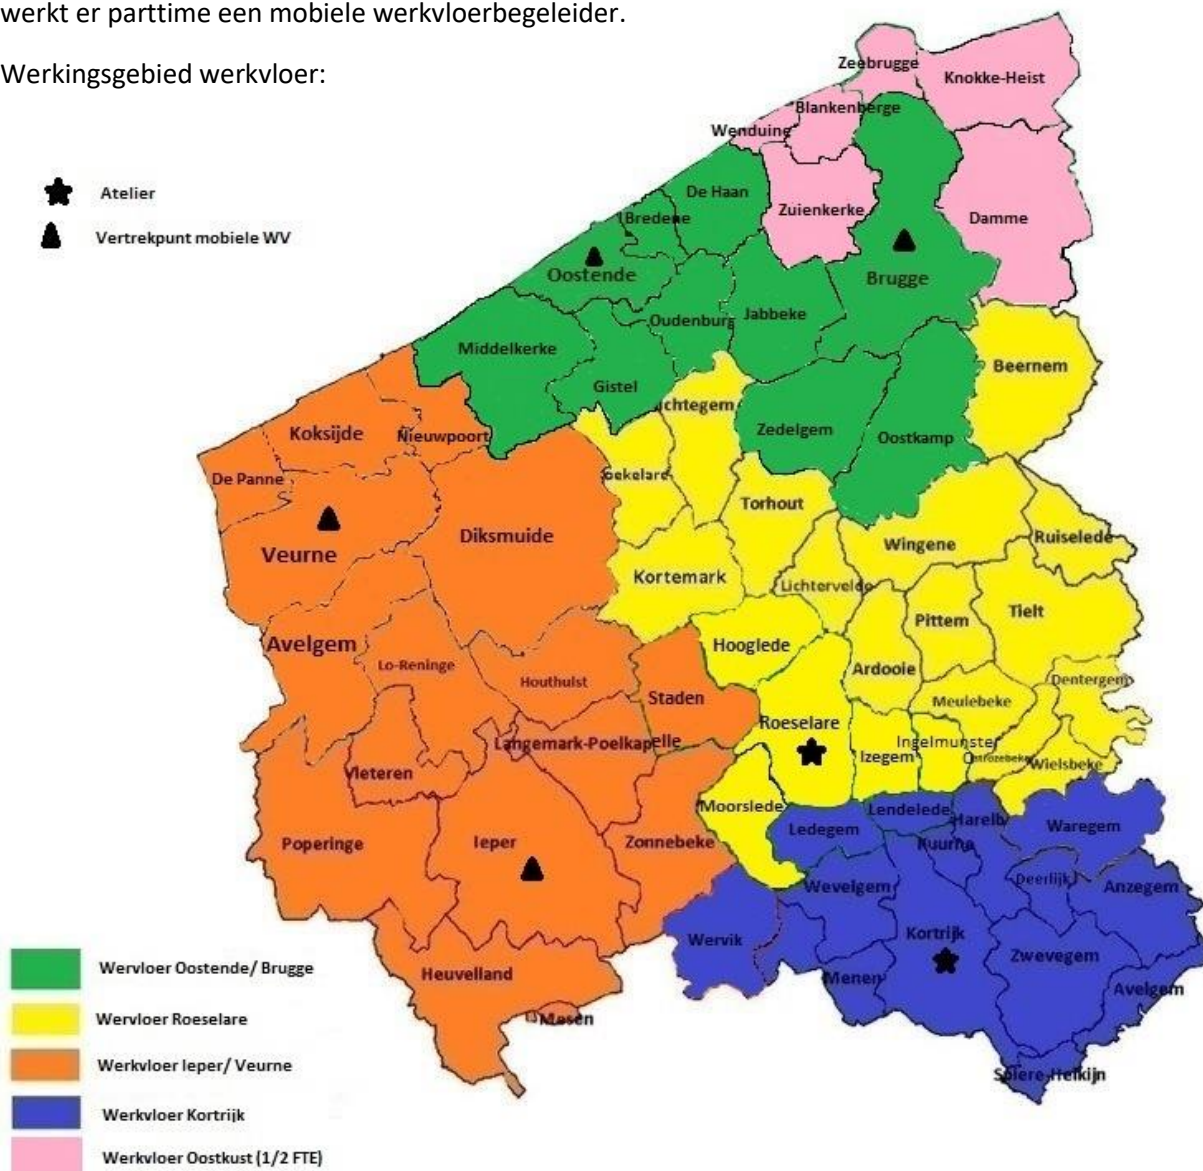 werkt er parttime een mobiele werkvloerbegeleider.
Werkingsgebied werkvloer:
Atelier
Vertrekpunt mobiele WV
Zeebrugge
Knokke-Heist
Blankenberge
Wenduine
De Haan
Bredene
Zuienkerke
Damme
Oostende
Brugge
Oudenburg
Jabbeke
Middelkerke
Gistel
Beernem
chtegem
Koksijde
Nieuwpoort
Zedelgem
Oostkamp
De Panne
Torhout
Veurne
Diksmuide
Wingene
Ruiselede
Kortemark
Lichtervelde
Tielt
Pittem
Avelgem
Hooglede
Lo-Reninge
Ardooie
Houthulst
Staden
Dentergem
Meulebeke
Roeselare
Langemark-Poelkapelle
Ingelmunster
Izegem
Wielsbeke
Vleteren
Moorslede
Lendelede
Harelb
Ledegem
Waregem
Poperinge
Ieper
Zonnebeke
Kuurne
Deerlijk
Wevelgem
Anzegem
Wervik
Kortrijk
Zwevegem
Heuvelland
Menen
Avelgem
Mesen
Spiere-Helkijn
Wervloer Oostende/ Brugge
Wervloer Roeselare
Werkvloer Ieper/ Veurne
Werkvloer Kortrijk
Werkvloer Oostkust (1/2 FTE)